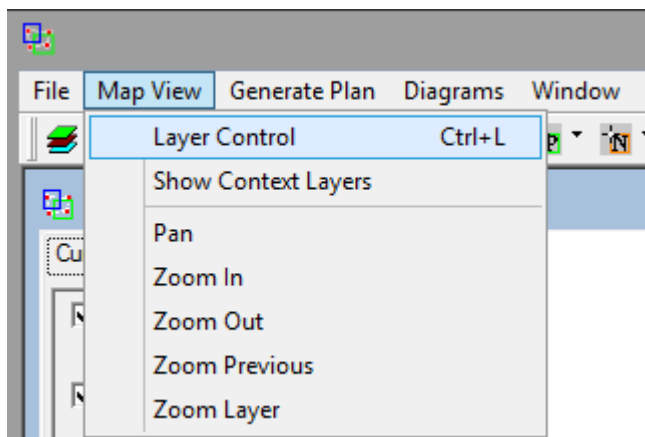 File Map View Generate Plan Diagrams Window
Layer Control Ctrl+L
P N
Show Context Layers
Pan
Cu
Zoom In
Zoom Out
Zoom Previous
Zoom Layer